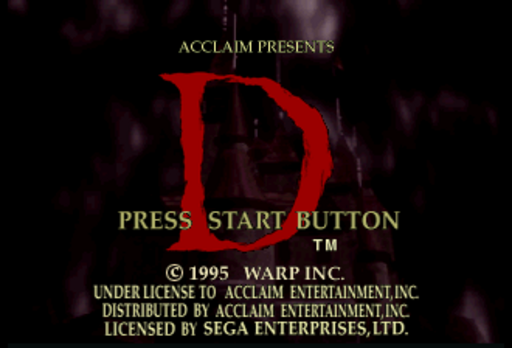 ACCLAIM PRESENTS
D
PRESS START BUTTON
TM
© 1995 WARP INC.
UNDER LICENSE TO ACCLAIM ENTERTAINMENT, INC.
DISTRIBUTED BY ACCLAIM ENTERTAINMENT, INC.
LICENSED BY SEGA ENTERPRISES, LTD.